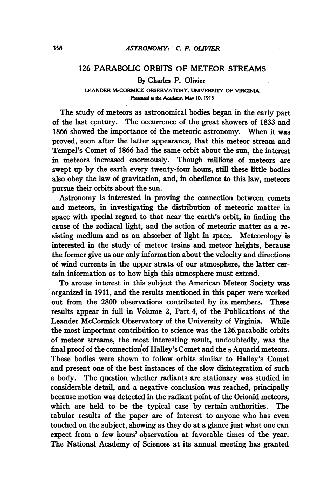 168 ASTRONOMY: C. P. OLIVIER
126 PARABOLIC ORBITS OF METEOR STREAMS
By Charles P. Olivier
LEANDER McCORMICK OBSERVATORY, UNIVERSITY OF VIRGINIA
Presented to the Academy, May 10, 1915
The study of meteors as astronomical bodies began in the early part
of the last century. The occurrence of the great showers of 1833 and
1866 showed the importance of the meteoric astronomy. When it was
proved, soon after the latter appearance, that this meteor stream and
Tempel's Comet of 1866 had the same orbit about the sun, the interest
in meteors increased enormously. Though millions of meteors are
swept up by the earth every twenty-four hours, still these little bodies
also obey the law of gravitation, and, in obedience to this law, meteors
pursue their orbits about the sun.
Astronomy is interested in proving the connection between comets
and meteors, in investigating the distribution of meteoric matter in
space with special regard to that near the earth's orbit, in finding the
cause of the zodiacal light, and the action of meteoric matter as a re-
sisting medium and as an absorber of light in space. Meteorology is
interested in the study of meteor trains and meteor heights, because
the former give us our only information about the velocity and directions
of wind currents in the upper strata of our atmosphere, the latter cer-
tain information as to how high this atmosphere must extend.
To arouse interest in this subject the American Meteor Society was
organized in 1911, and the results mentioned in this paper were worked
out from the 2800 observations contributed by its members. These
results appear in full in Volume 2, Part 4, of the Publications of the
Leander McCormick Observatory of the University of Virginia. While
the most important contribution to science was the 126 parabolic orbits
of meteor streams, the most interesting result, undoubtedly, was the
final proof of the connection of Halley's Comet and the η Aquarid meteors.
These bodies were shown to follow orbits similar to Halley's Comet
and present one of the best instances of the slow disintegration of such
a body. The question whether radiants are stationary was studied in
considerable detail, and a negative conclusion was reached, principally
because motion was detected in the radiant point of the Orionid meteors,
which are held to be the typical case by certain authorities. The
tabular results of the paper are of interest to anyone who has even
touched on the subject, showing as they do at a glance just what one can
expect from a few hours' observation at favorable times of the year.
The National Academy of Sciences at its annual meeting has granted